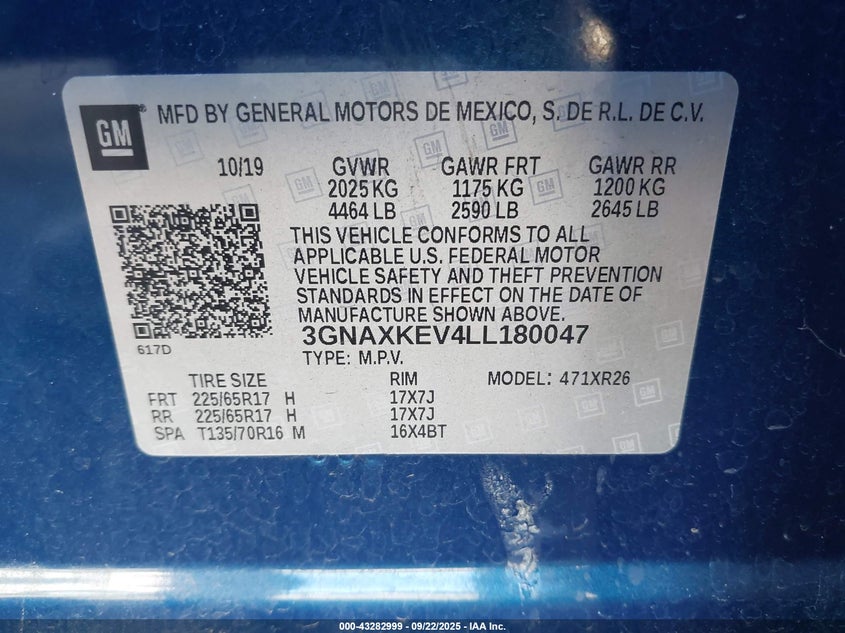 GM
MFD BY GENERAL MOTORS DE MEXICO, S. DE R.L. DE C.V.
10/19 GVWR GAWR FRT GAWR RR
2025 KG 1175 KG 1200 KG
4464 LB 2590 LB 2645 LB
THIS VEHICLE CONFORMS TO ALL
APPLICABLE U.S. FEDERAL MOTOR
VEHICLE SAFETY AND THEFT PREVENTION
STANDARDS IN EFFECT ON THE DATE OF
MANUFACTURE SHOWN ABOVE.
3GNAXKEV4LL180047
617D
TYPE: M.P.V.
TIRE SIZE RIM MODEL: 471XR26
FRT 225/65R17 H 17X7J
RR 225/65R17 H 17X7J
SPA T135/70R16 M 16X4BT
000-43282999 - 09/22/2025 - IAA Inc.